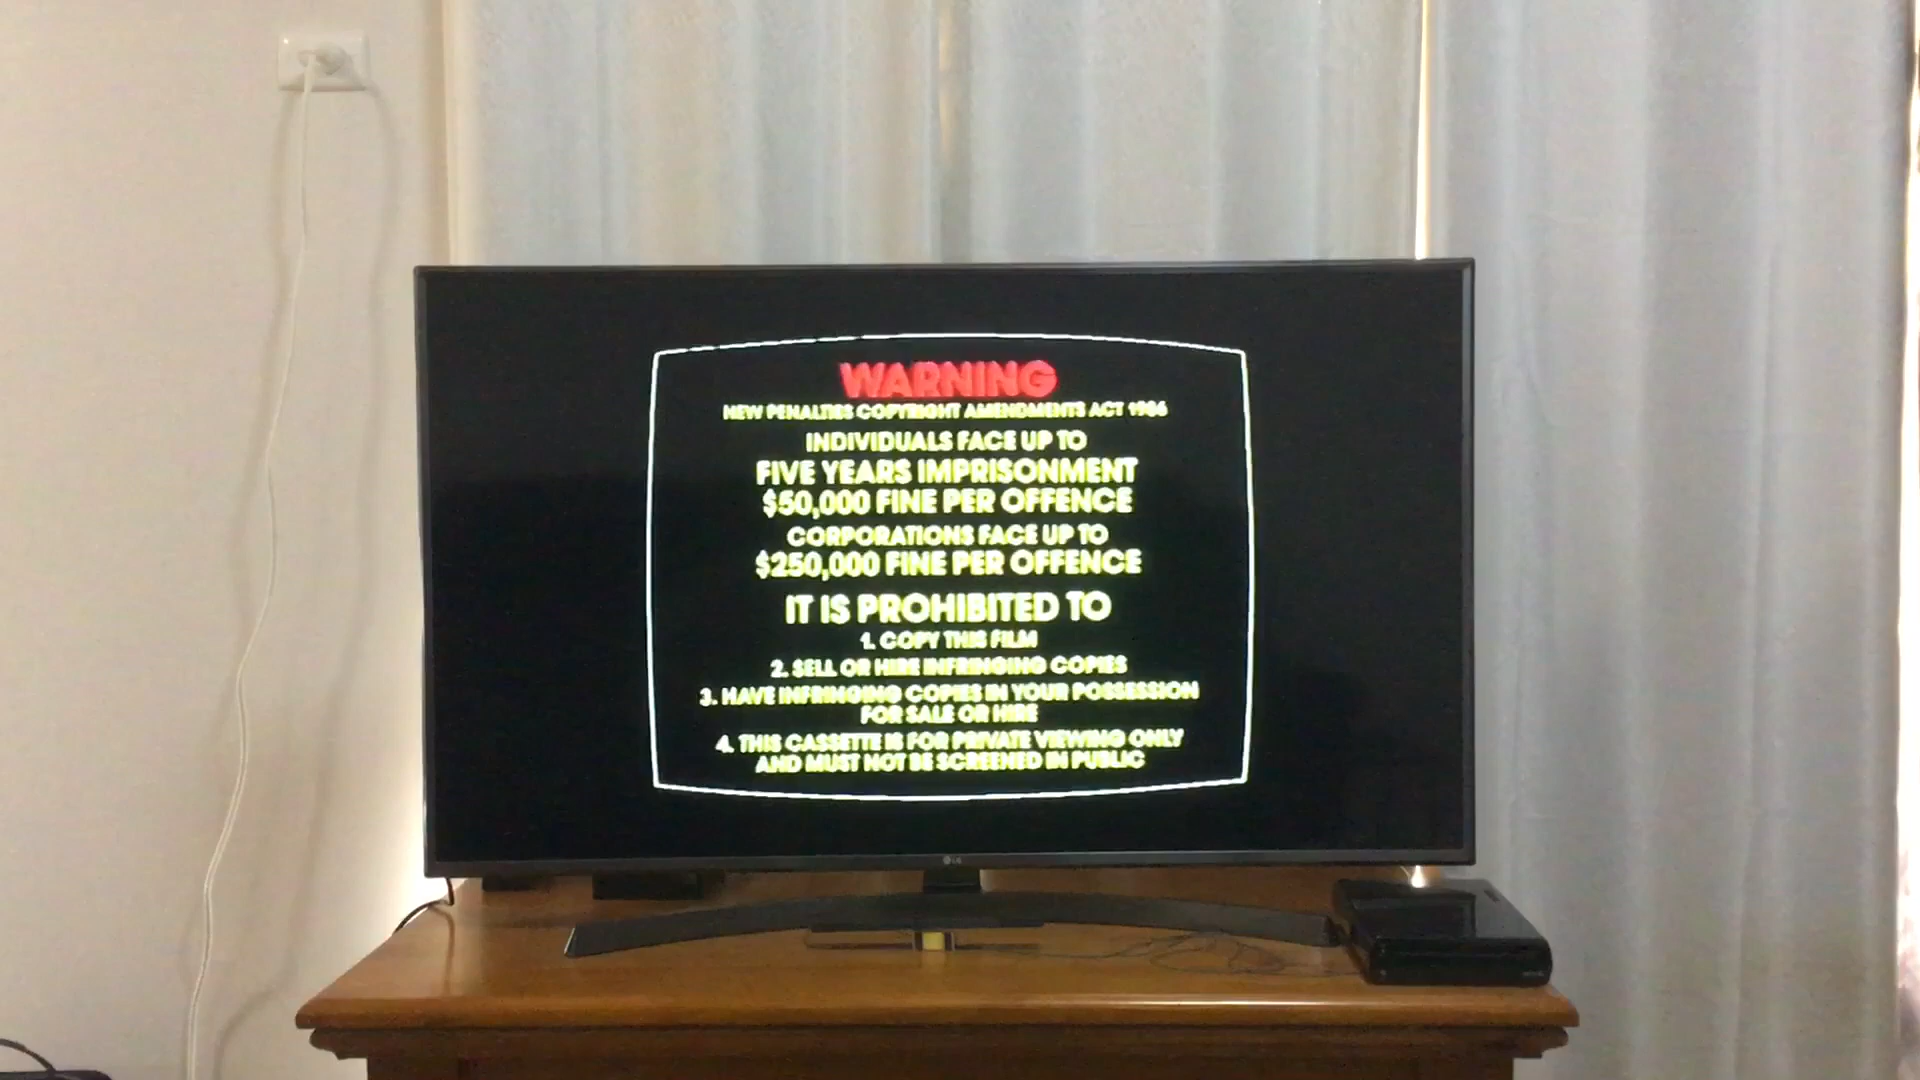 WARNING
NEW PENALTIES COPYRIGHT AMENDMENTS ACT 1986
INDIVIDUALS FACE UP TO
FIVE YEARS IMPRISONMENT
$50,000 FINE PER OFFENCE
CORPORATIONS FACE UP TO
$250,000 FINE PER OFFENCE
IT IS PROHIBITED TO
1. COPY THIS FILM
2. SELL OR HIRE INFRINGING COPIES
3. HAVE INFRINGING COPIES IN YOUR POSSESSION
FOR SALE OR HIRE
4. THIS CASSETTE IS FOR PRIVATE VIEWING ONLY
AND MUST NOT BE SCREENED IN PUBLIC
LG